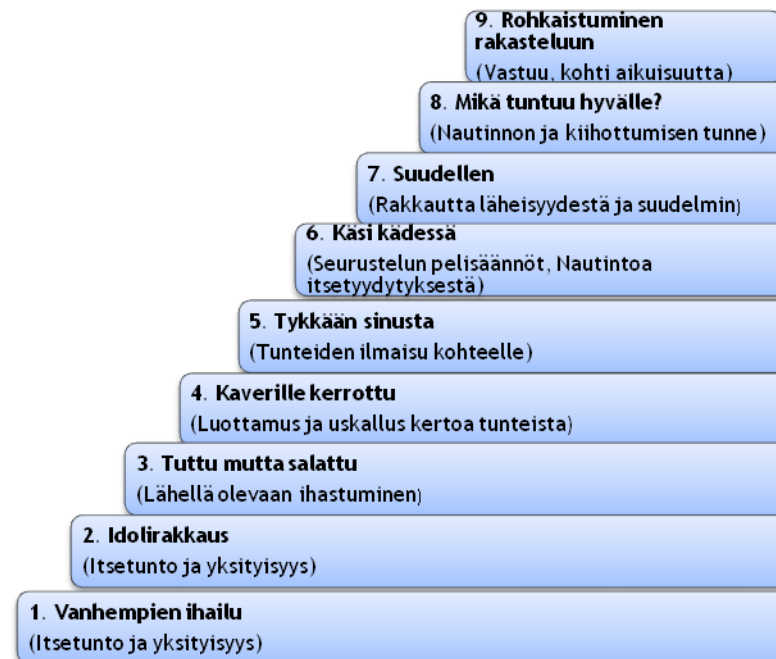 9. Rohkaistuminen
rakasteluun
(Vastuu, kohti aikuisuutta)
8. Mikä tuntuu hyvälle?
(Nautinnon ja kiihottumisen tunne)
7. Suudellen
(Rakkautta läheisyydestä ja suudelmin)
6. Käsi kädessä
(Seurustelun pelisäännöt, Nautintoa
itsetyydytyksestä)
5. Tykkään sinusta
(Tunteiden ilmaisu kohteelle)
4. Kaverille kerrottu
(Luottamus ja uskallus kertoa tunteista)
3. Tuttu mutta salattu
(Lähellä olevaan ihastuminen)
2. Idolirakkaus
(Itsetunto ja yksityisyys)
1. Vanhempien ihailu
(Itsetunto ja yksityisyys)